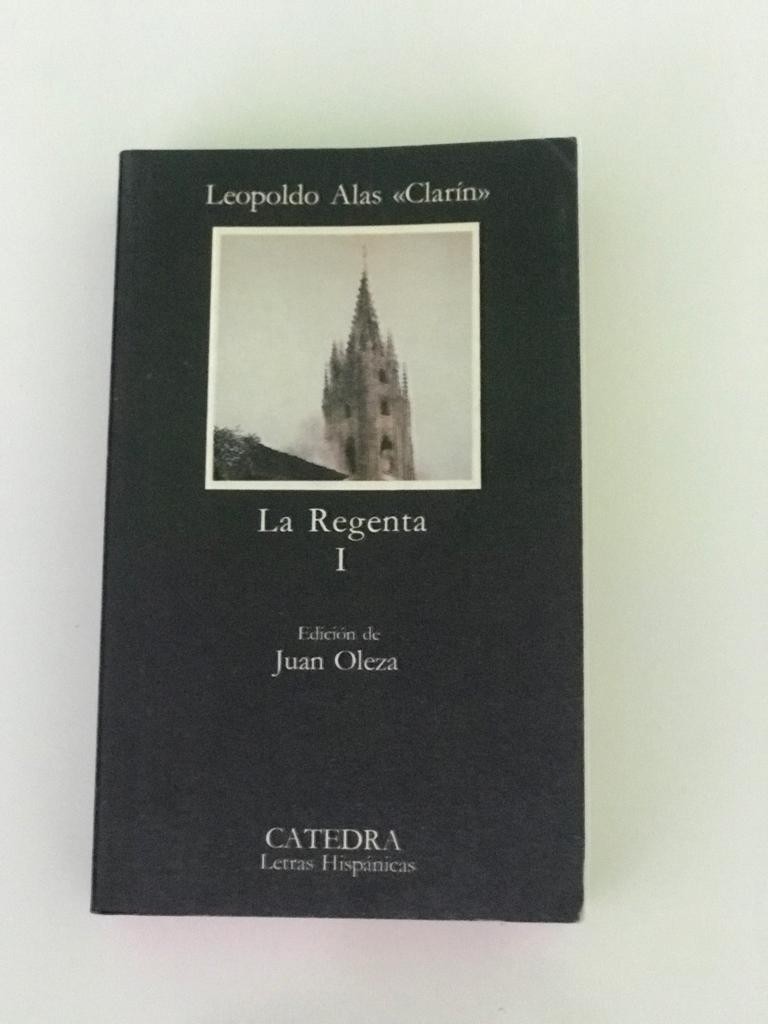 Leopoldo Alas «Clarín»
La Regenta
I
Edición de
Juan Oleza
CATEDRA
Letras Hispánicas